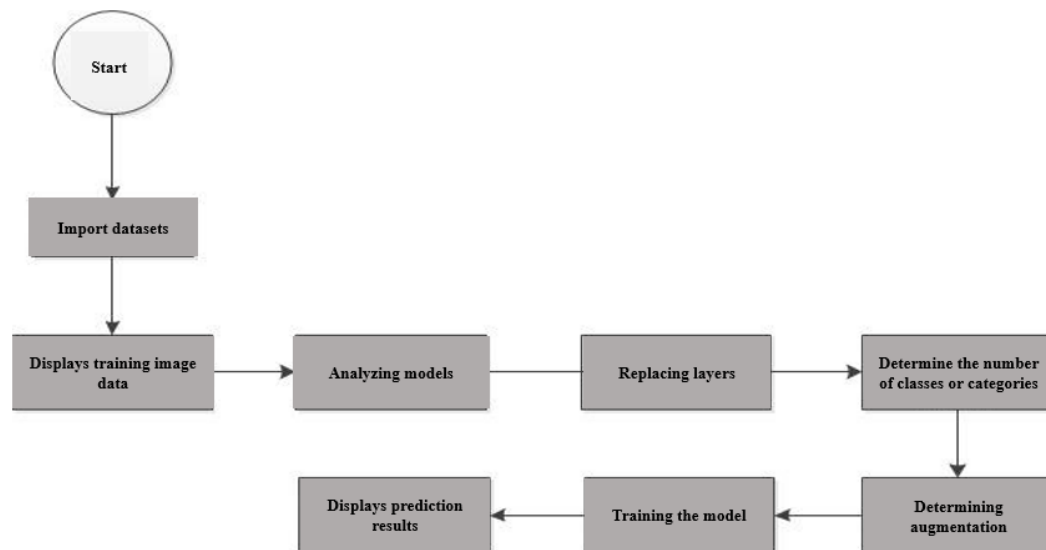 Start
Import datasets
Displays training image
data
Analyzing models
Replacing layers
Determine the number
of classes or categories
Determining
augmentation
Training the model
Displays prediction
results